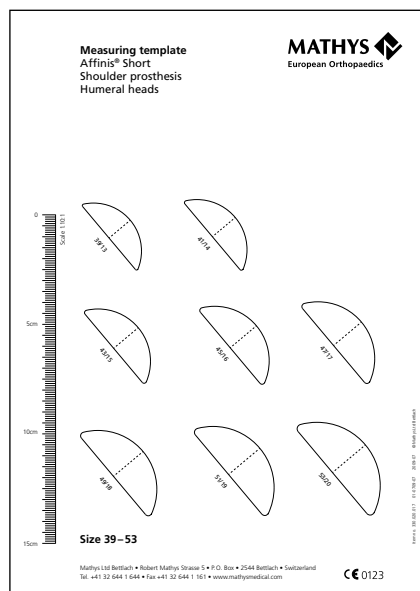 Measuring template
Affinis® Short
Shoulder prosthesis
Humeral heads
MATHYS
European Orthopaedics
0
Scale 1.10:1
39/13
41/14
5cm
43/15
45/16
47/17
10cm
49/18
51/19
53/20
15cm
Size 39–53
Mathys Ltd Bettlach • Robert Mathys Strasse 5 • P.O. Box • 2544 Bettlach • Switzerland
Tel. +41 32 644 1 644 • Fax +41 32 644 1 161 • www.mathysmedical.com
CE 0123